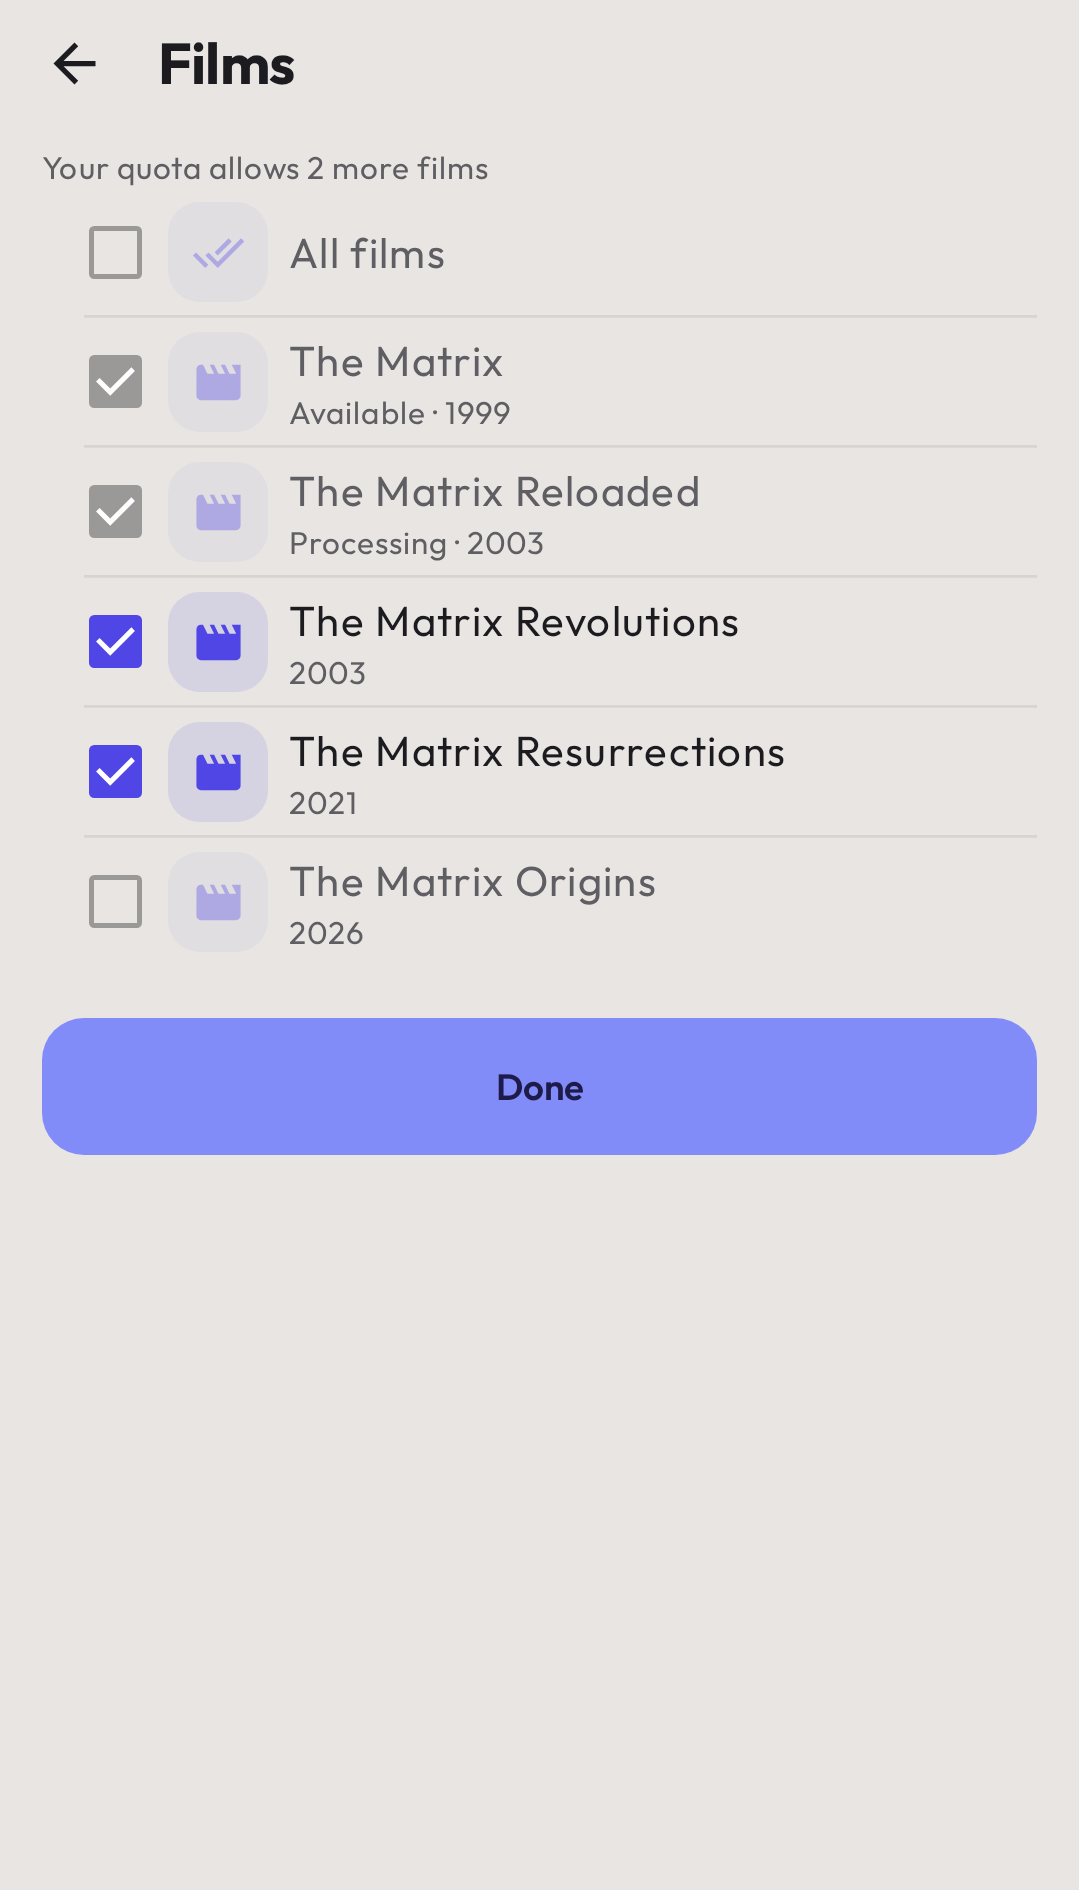 Films
Your quota allows 2 more films
All films
The Matrix
Available · 1999
The Matrix Reloaded
Processing · 2003
The Matrix Revolutions
2003
The Matrix Resurrections
2021
The Matrix Origins
2026
Done